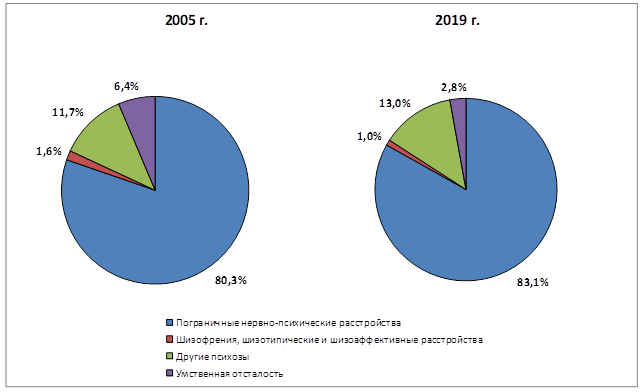 2005 г.
2019 г.
6,4%
11,7%
1,6%
80,3%
2,8%
13,0%
1,0%
83,1%
Пограничные нервно-психические расстройства
Шизофрения, шизотипические и шизоаффективные расстройства
Другие психозы
Умственная отсталость